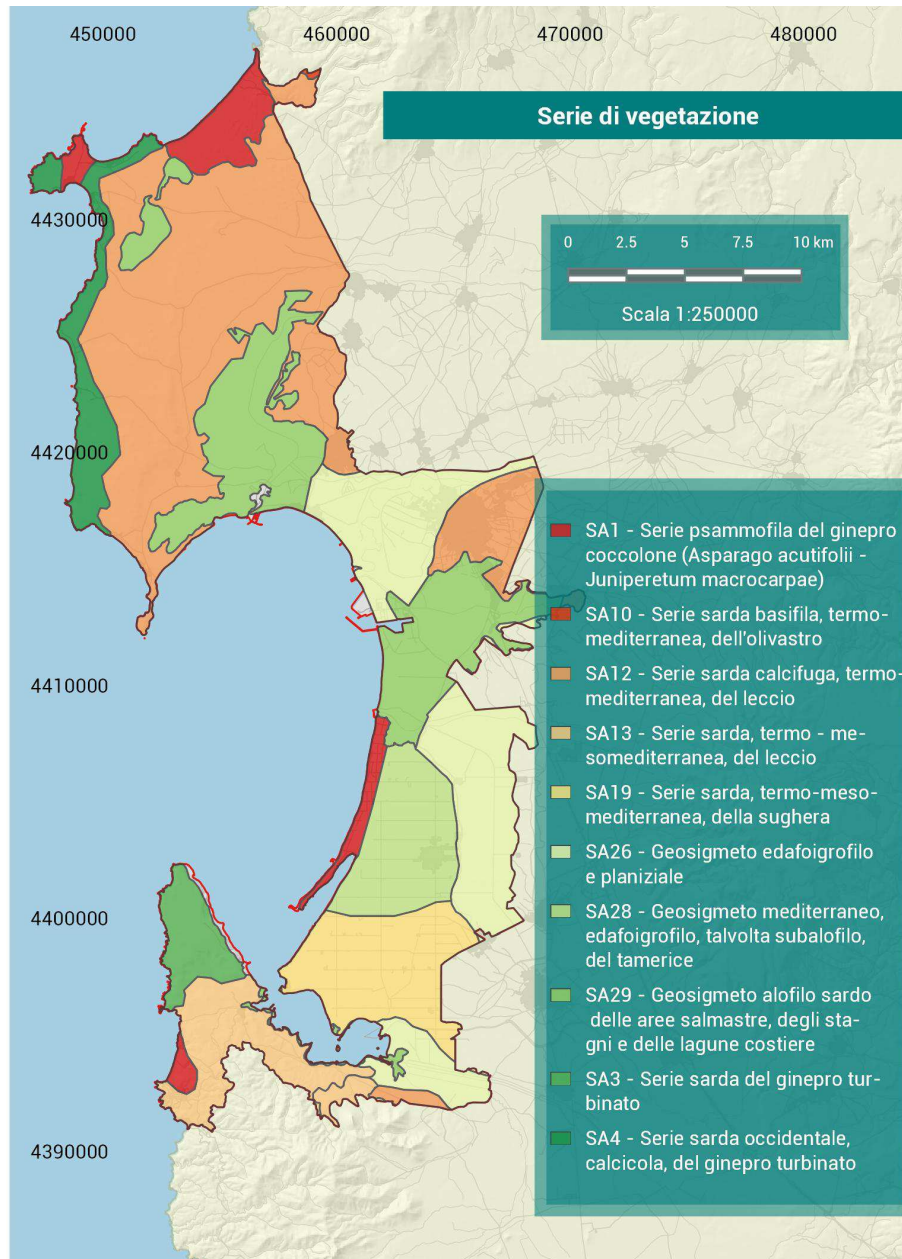 450000 460000 470000 480000
Serie di vegetazione
4430000
0 2.5 5 7.5 10 km
Scala 1:250000
4420000
4410000
4400000
4390000
SA1 - Serie psammofila del ginepro
coccolone (Asparago acutifolii -
Juniperetum macrocarpae)
SA10 - Serie sarda basifila, termo-
mediterranea, dell'olivastro
SA12 - Serie sarda calcifuga, termo-
mediterranea, del leccio
SA13 - Serie sarda, termo - me-
somediterranea, del leccio
SA19 - Serie sarda, termo-meso-
mediterranea, della sughera
SA26 - Geosigmeto edafoigrofilo
e planiziale
SA28 - Geosigmeto mediterraneo,
edafoigrofilo, talvolta subalofilo,
del tamerice
SA29 - Geosigmeto alofilo sardo
delle aree salmastre, degli sta-
gni e delle lagune costiere
SA3 - Serie sarda del ginepro tur-
binato
SA4 - Serie sarda occidentale,
calcicola, del ginepro turbinato